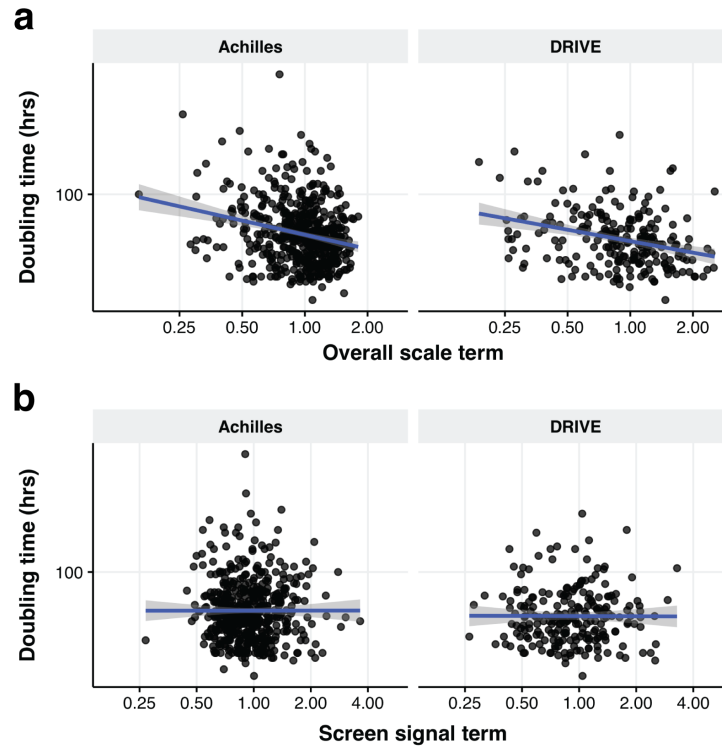 a
Achilles
DRIVE
Doubling time (hrs)
100
0.25 0.50 1.00 2.00 0.25 0.50 1.00 2.00
Overall scale term
b
Achilles
DRIVE
Doubling time (hrs)
100
0.25 0.50 1.00 2.00 4.00 0.25 0.50 1.00 2.00 4.00
Screen signal term